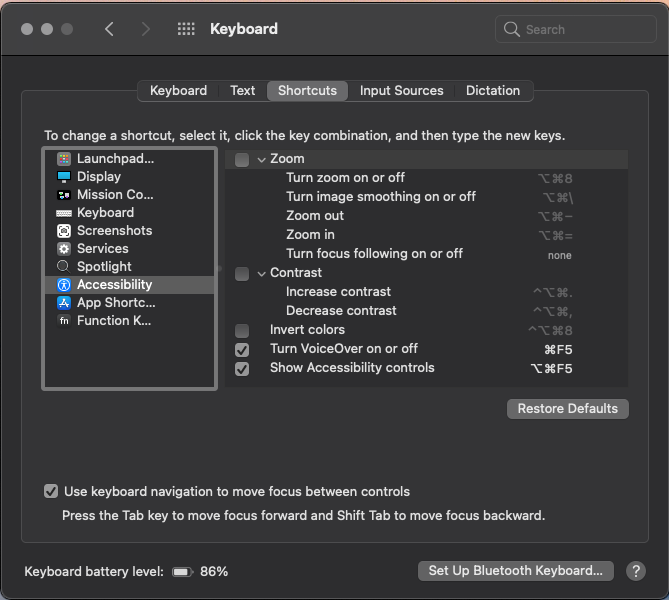 Keyboard
Search
Keyboard Text Shortcuts Input Sources Dictation
To change a shortcut, select it, click the key combination, and then type the new keys.
Launchpad...
Display
Mission Co...
Keyboard
Screenshots
Services
Spotlight
Accessibility
App Shortc...
fn Function K...
Zoom
Turn zoom on or off ⌥⌘8
Turn image smoothing on or off ⌥⌘\
Zoom out ⌥⌘-
Zoom in ⌥⌘=
Turn focus following on or off none
Contrast
Increase contrast ^⌥⌘.
Decrease contrast ^⌥⌘,
Invert colors ^⌥⌘8
Turn VoiceOver on or off ⌘F5
Show Accessibility controls ⌥⌘F5
Restore Defaults
Use keyboard navigation to move focus between controls
Press the Tab key to move focus forward and Shift Tab to move focus backward.
Keyboard battery level: 86%
Set Up Bluetooth Keyboard... ?